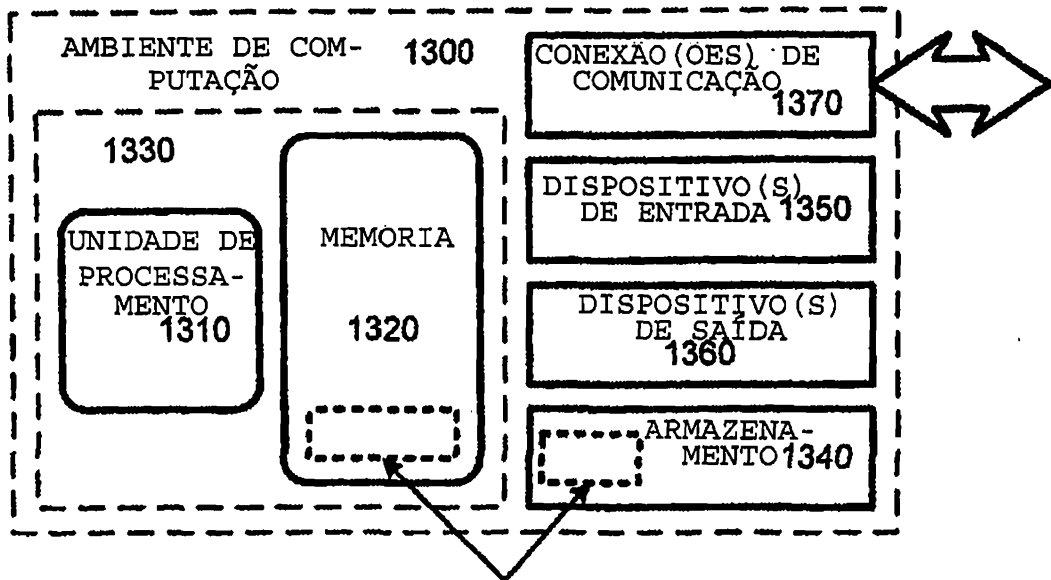 AMBIENTE DE COM-
PUTAÇÃO
1300
1330
UNIDADE DE
PROCESSA-
MENTO
1310
MEMÓRIA
1320
CONEXÃO(ÕES) DE
COMUNICAÇÃO
1370
DISPOSITIVO(S)
DE ENTRADA 1350
DISPOSITIVO(S)
DE SAÍDA
1360
ARMAZENA-
MENTO 1340